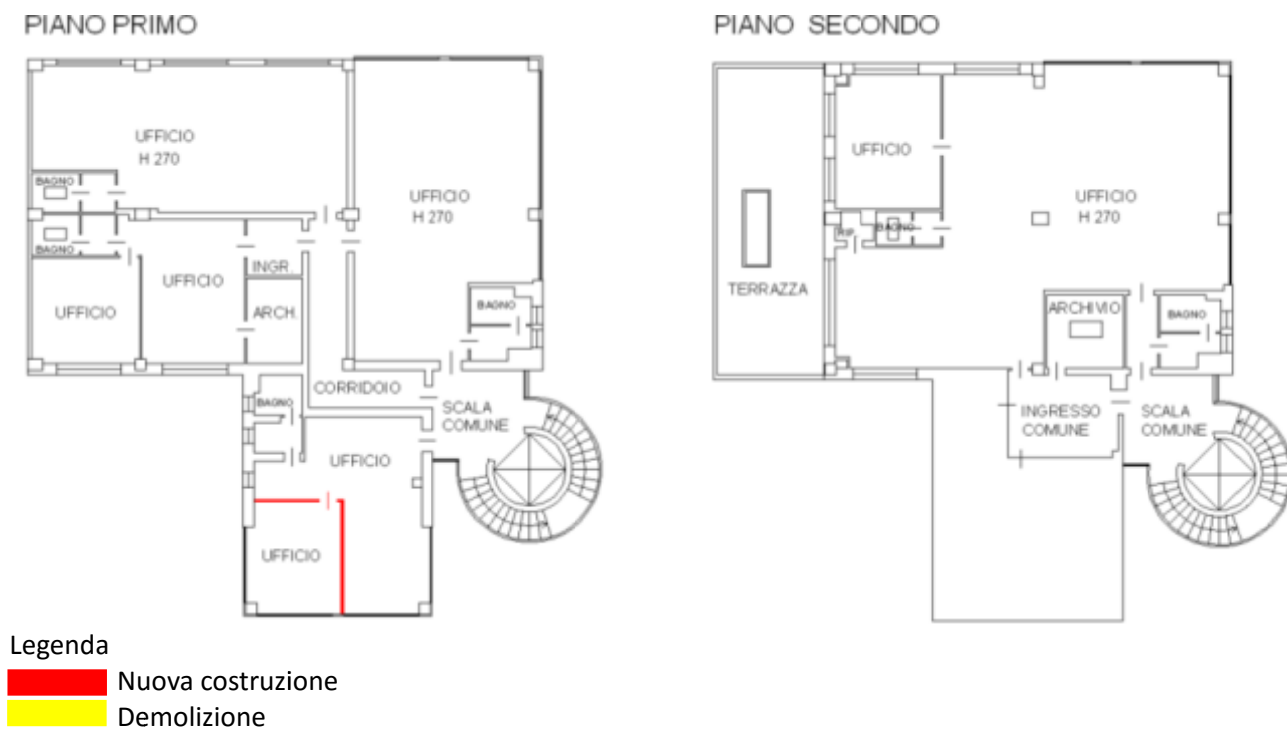 PIANO PRIMO
UFFICIO
H 270
BAGNO
BAGNO
UFFICIO
UFFICIO
INGR.
ARCH.
UFFICIO
H 270
BAGNO
CORRIDOIO
SCALA
COMUNE
BAGNO
UFFICIO
UFFICIO
PIANO SECONDO
UFFICIO
RIP.
BAGNO
UFFICIO
H 270
TERRAZZA
ARCHIVIO
BAGNO
INGRESSO
COMUNE
SCALA
COMUNE
Legenda
Nuova costruzione
Demolizione